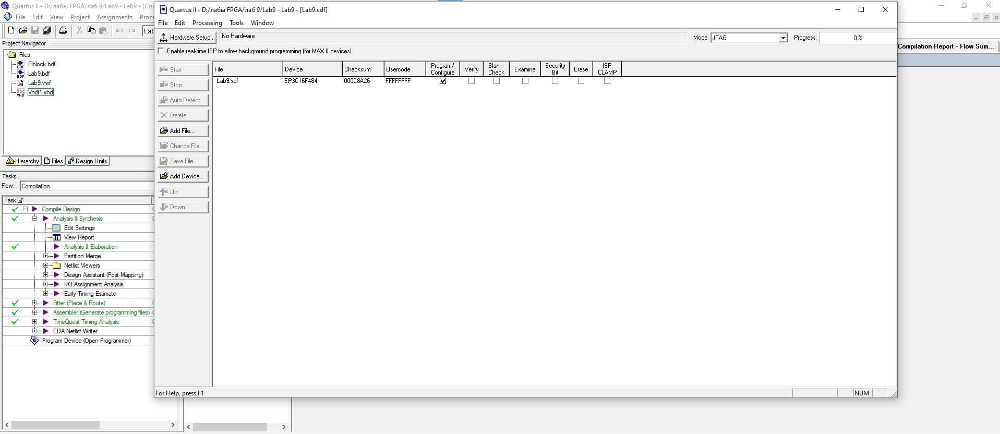 Quartus II - D:/лабы FPGA/лаб 9/Lab9 - Lab9 - [Co
File Edit View Project Assignments Proce
Lab
Project Navigator
Files
Elblock.bdf
Lab9.bdf
Lab9.vwf
Vhdl1.vhd
Hierarchy Files Design Units
Tasks
Flow: Compilation
Task
Compile Design
Analysis & Synthesis
Edit Settings
View Report
Analysis & Elaboration
Partition Merge
Netlist Viewers
Design Assistant (Post-Mapping)
I/O Assignment Analysis
Early Timing Estimate
Fitter (Place & Route)
Assembler (Generate programming files)
TimeQuest Timing Analysis
EDA Netlist Writer
Program Device (Open Programmer)
Quartus II - D:/лабы FPGA/лаб 9/Lab9 - Lab9 - [Lab9.cdf]
File Edit Processing Tools Window
Hardware Setup... No Hardware Mode: JTAG Progress: 0 %
Enable real-time ISP to allow background programming (for MAX II devices)
Start
Stop
Auto Detect
Delete
Add File...
Change File...
Save File...
Add Device...
Up
Down
File Device Checksum Usercode Program/ Configure Verify Blank- Check Examine Security Bit Erase ISP CLAMP
Lab9.sof EP3C16F484 000C8A26 FFFFFFFF
For Help, press F1
NUM
Compilation Report - Flow Sum...